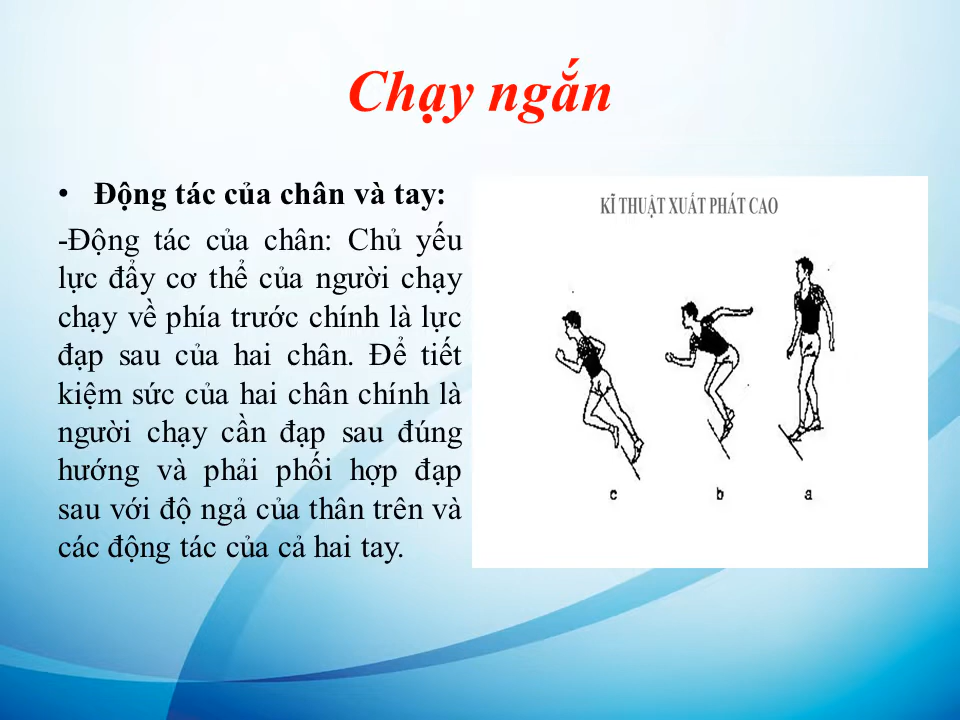 Chạy ngắn
• Động tác của chân và tay:
-Động tác của chân: Chủ yếu
lực đẩy cơ thể của người chạy
chạy về phía trước chính là lực
đạp sau của hai chân. Để tiết
kiệm sức của hai chân chính là
người chạy cần đạp sau đúng
hướng và phải phối hợp đạp
sau với độ ngả của thân trên và
các động tác của cả hai tay.
KĨ THUẬT XUẤT PHÁT CAO
c b a